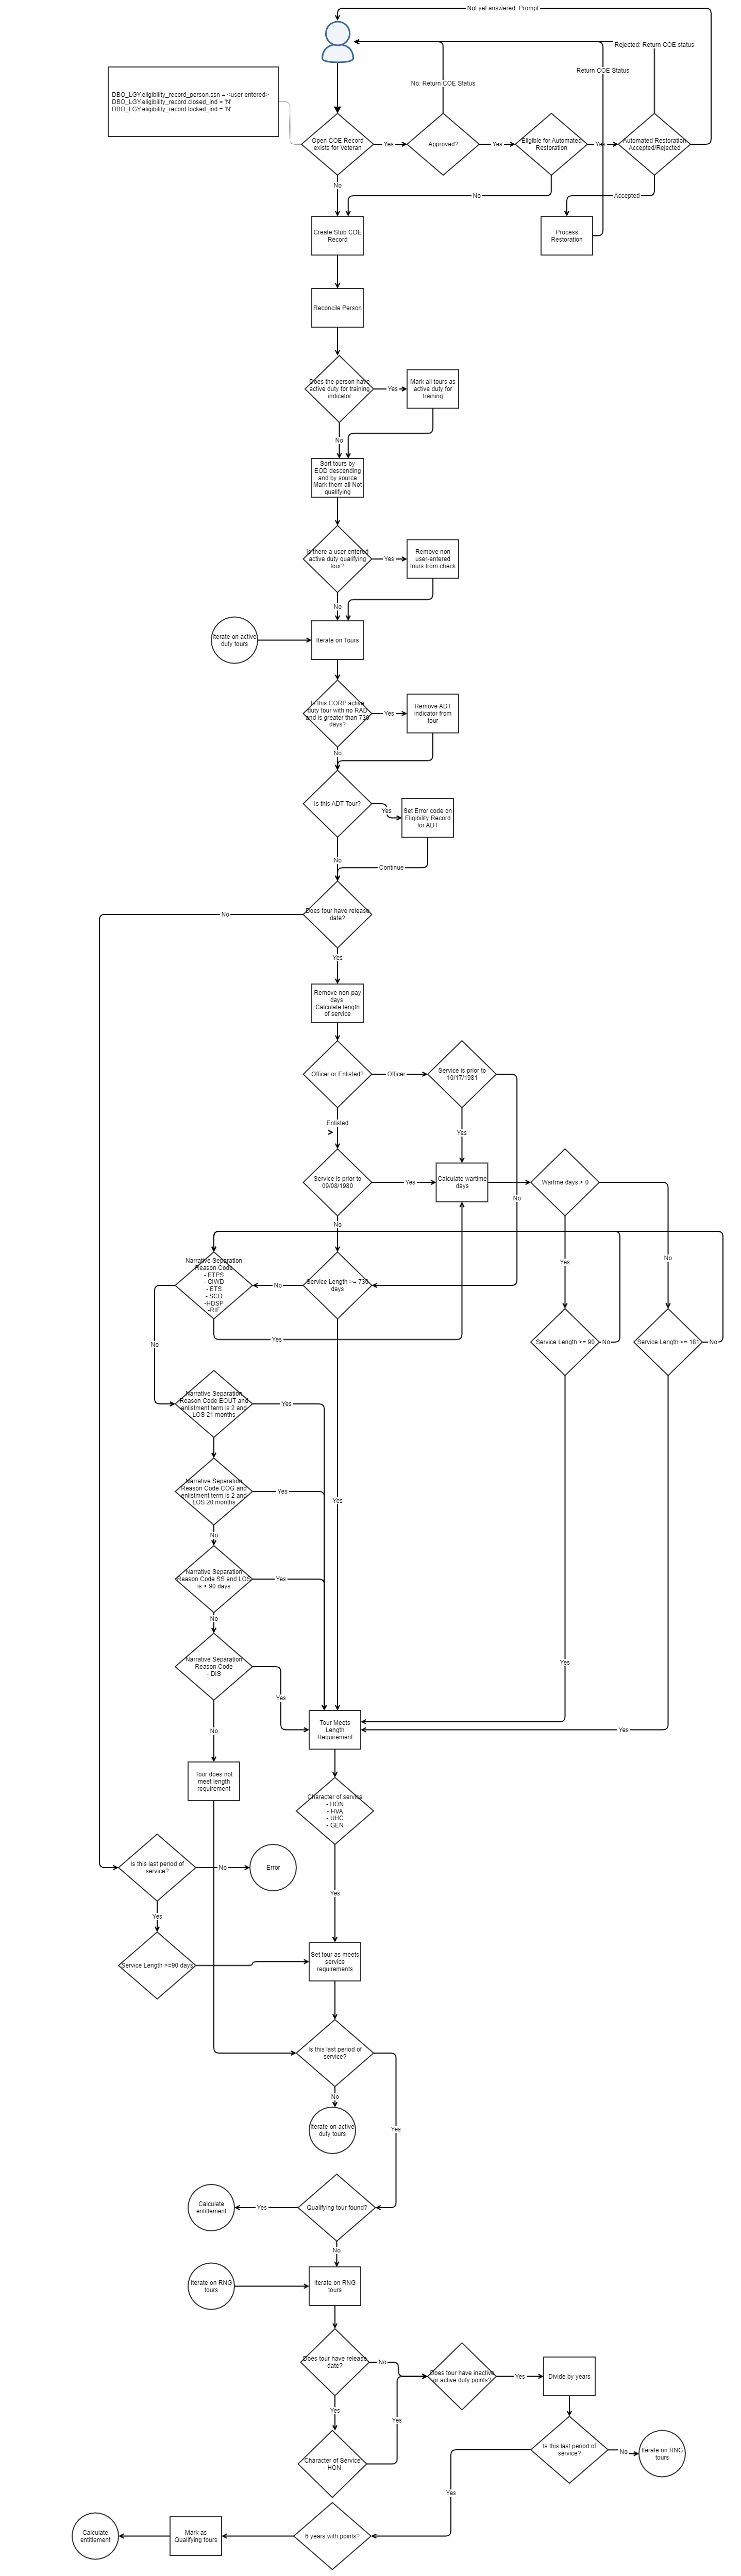 Not yet answered: Prompt
Rejected: Return COE status
Return COE Status
No: Return COE Status
DBO_LGY.eligibility_record_person.ssn = <user entered>
DBO_LGY.eligibility_record.closed_ind = 'N'
DBO_LGY.eligibility_record.locked_ind = 'N'
Open COE Record
exists for Veteran
Yes
Approved?
Yes
Eligible for Automated
Restoration
Yes
Automated Restoration
Accepted/Rejected
No
No
Accepted
Create Stub COE
Record
Process
Restoration
Reconcile Person
Does the person have
active duty for training
indicator
Yes
Mark all tours as
active duty for
training
No
Sort tours by
EOD descending
and by source
Mark them all Not
qualifying
Is there a user entered
active duty qualifying
tour?
Yes
Remove non
user-entered
tours from check
No
Iterate on active
duty tours
Iterate on Tours
Is this CORP active
duty tour with no RAD
and is greater than 730
days?
Yes
Remove ADT
indicator from
tour
No
Is this ADT Tour?
Yes
Set Error code on
Eligibility Record
for ADT
No
Continue
Does tour have release
date?
No
Yes
Remove non-pay
days.
Calculate length
of service
Officer or Enlisted?
Officer
Service is prior to
10/17/1981
Enlisted
>
Yes
Service is prior to
09/08/1980
Yes
Calculate wartime
days
Wartme days > 0
No
No
Yes
No
Narrative Separation
Reason Code
- ETPS
- CIWD
- ETS
- SCD
-HDSP
-RIF
No
Service Length >= 730
days
Yes
No
Service Length >= 90
No
Service Length >= 181
No
Narrative Separation
Reason Code EOUT and
enlistment term is 2 and
LOS 21 months
Yes
Narrative Separation
Reason Code COG and
enlistment term is 2 and
LOS 20 months
Yes
Yes
No
Narrative Separation
Reason Code SS and LOS
is > 90 days
Yes
No
Narrative Separation
Reason Code
- DIS
Yes
Yes
No
Tour Meets
Length
Requirement
Yes
Tour does not
meet length
requirement
Character of service
- HON
- HVA
- UHC
- GEN
Is this last period of
service?
No
Error
Yes
Yes
Service Length >=90 days
Set tour as meets
service
requirements
Is this last period of
service?
No
Iterate on active
duty tours
Yes
Calculate
entitlement
Yes
Qualifying tour found?
No
Iterate on RNG
tours
Iterate on RNG
tours
Does tour have release
date?
No
Does tour have inactive
or active duty points?
Yes
Divide by years
Yes
Yes
Character of Service
- HON
Is this last period of
service?
No
Iterate on RNG
tours
Yes
Calculate
entitlement
Mark as
Qualifying tours
6 years with points?